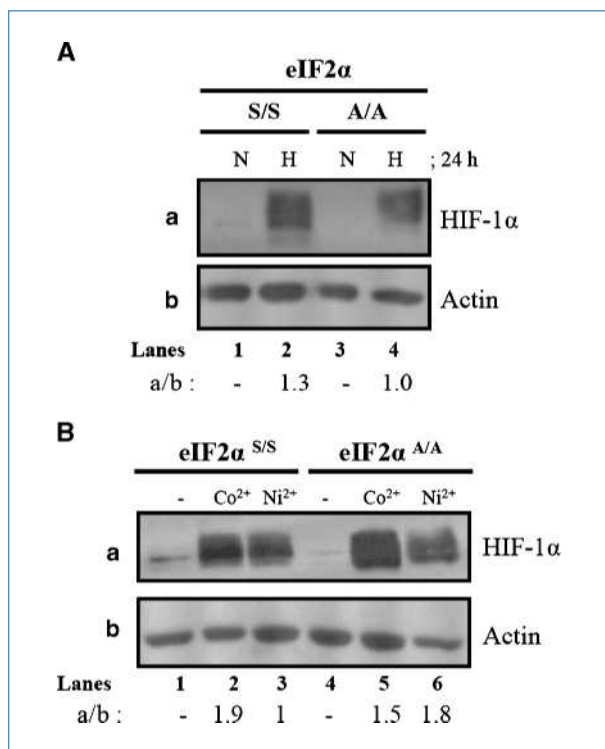 A
eIF2α
S/S A/A
N H N H ; 24 h
a HIF-1α
b Actin
Lanes 1 2 3 4
a/b : - 1.3 - 1.0
B
eIF2α S/S eIF2α A/A
- Co²⁺ Ni²⁺ - Co²⁺ Ni²⁺
a HIF-1α
b Actin
Lanes 1 2 3 4 5 6
a/b : - 1.9 1 - 1.5 1.8